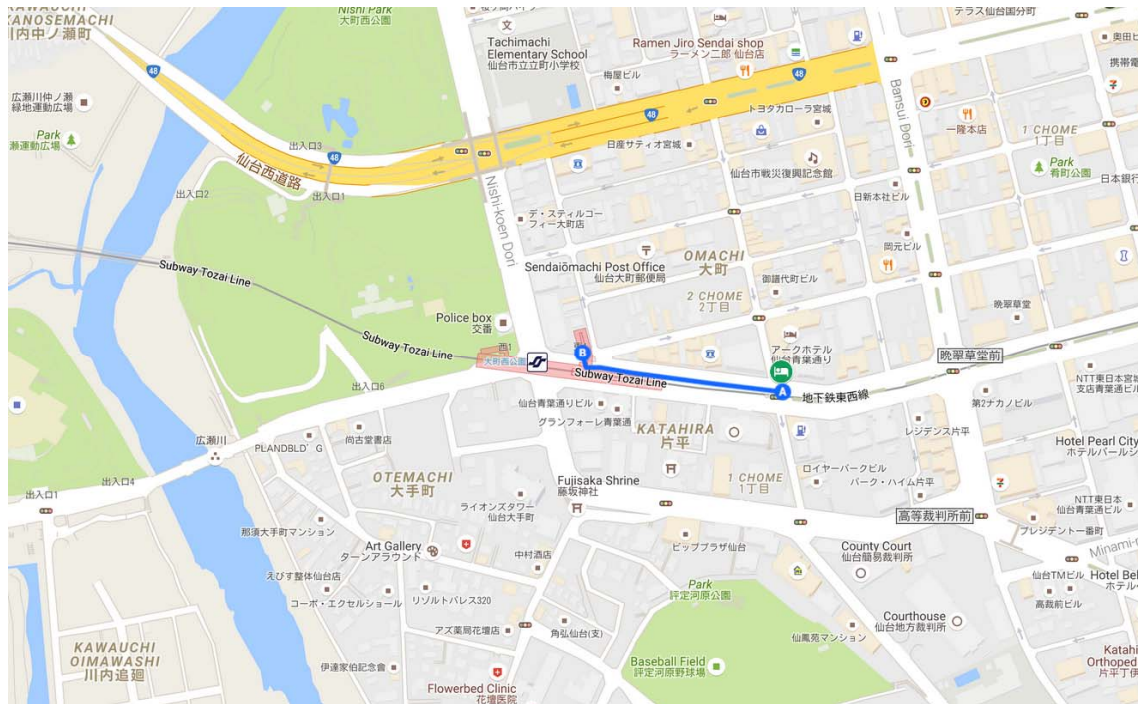 KAWAUCHI
KANOSEMACHI
川内中ノ瀬町
Nishi Park
大町西公園
Tachimachi
Elementary School
仙台市立立町小学校
Ramen Jiro Sendai shop
ラーメン二郎 仙台店
梅屋ビル
テラス仙台国分町
奥田ビ
携帯電
48
48
48
48
広瀬川仲ノ瀬
緑地運動広場
Park
瀬運動広場
仙台西道路
出入口3
出入口2
出入口1
Nishi-koen Dori
Bansui Dori
トヨタカローラ宮城
日産サティオ宮城
仙台市戦災復興記念館
一隆本店
1 CHOME
1丁目
Park
肴町公園
日本銀行
日新本社ビル
デ・スティルコー
フィー大町店
岡元ビル
Sendaiōmachi Post Office
仙台大町郵便局
OMACHI
大町
御譜代町ビル
2 CHOME
2丁目
晩翠草堂
Subway Tozai Line
Subway Tozai Line
Police box
交番
西1
大町西公園
B
アークホテル
仙台青葉通り
晩翠草堂前
Subway Tozai Line
A
地下鉄東西線
出入口6
仙台青葉通りビル
グランフォーレ青葉通
KATAHIRA
片平
第2ナカノビル
NTT東日本宮城
支店青葉通ビル
レジデンス片平
Hotel Pearl City
ホテルパールシ
広瀬川
PLANDBLD'G
尚古堂書店
OTEMACHI
大手町
Fujisaka Shrine
藤坂神社
1 CHOME
1丁目
ロイヤーパークビル
パーク・ハイム片平
出入口1
出入口4
ライオンズタワー
仙台大手町
高等裁判所前
NTT東日本
仙台青葉通ビル
プレジデント一番町
那須大手町マンション
Art Gallery
ターンアラウンド
中村酒店
ビッププラザ仙台
County Court
仙台簡易裁判所
Minami-m
えびす整体仙台店
コーポ・エクセルショール
リゾルトパレス320
Park
評定河原公園
仙台TMビル
Hotel Bel
ホテル・
高裁前ビル
アズ薬局花壇店
角弘仙台(支)
仙鳳苑マンション
Courthouse
仙台地方裁判所
KAWAUCHI
OIMAWASHI
川内追廻
伊達家伯記念會
Baseball Field
評定河原野球場
Katahi
Orthoped
片平丁伊
Flowerbed Clinic
花壇医院